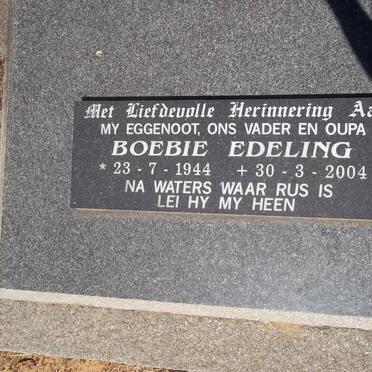 Met Liefdevolle Herinnering Aa
MY EGGENOOT, ONS VADER EN OUPA
BOEBIE EDELING
* 23 - 7 - 1944 + 30 - 3 - 2004
NA WATERS WAAR RUS IS
LEI HY MY HEEN